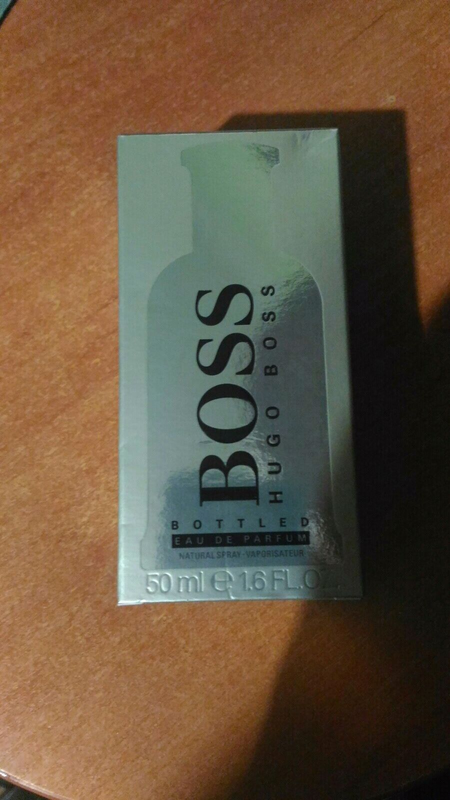 BOSS
HUGO BOSS
BOTTLED
EAU DE PARFUM
NATURAL SPRAY-VAPORISATEUR
50 ml ℮ 1.6 FL.OZ.